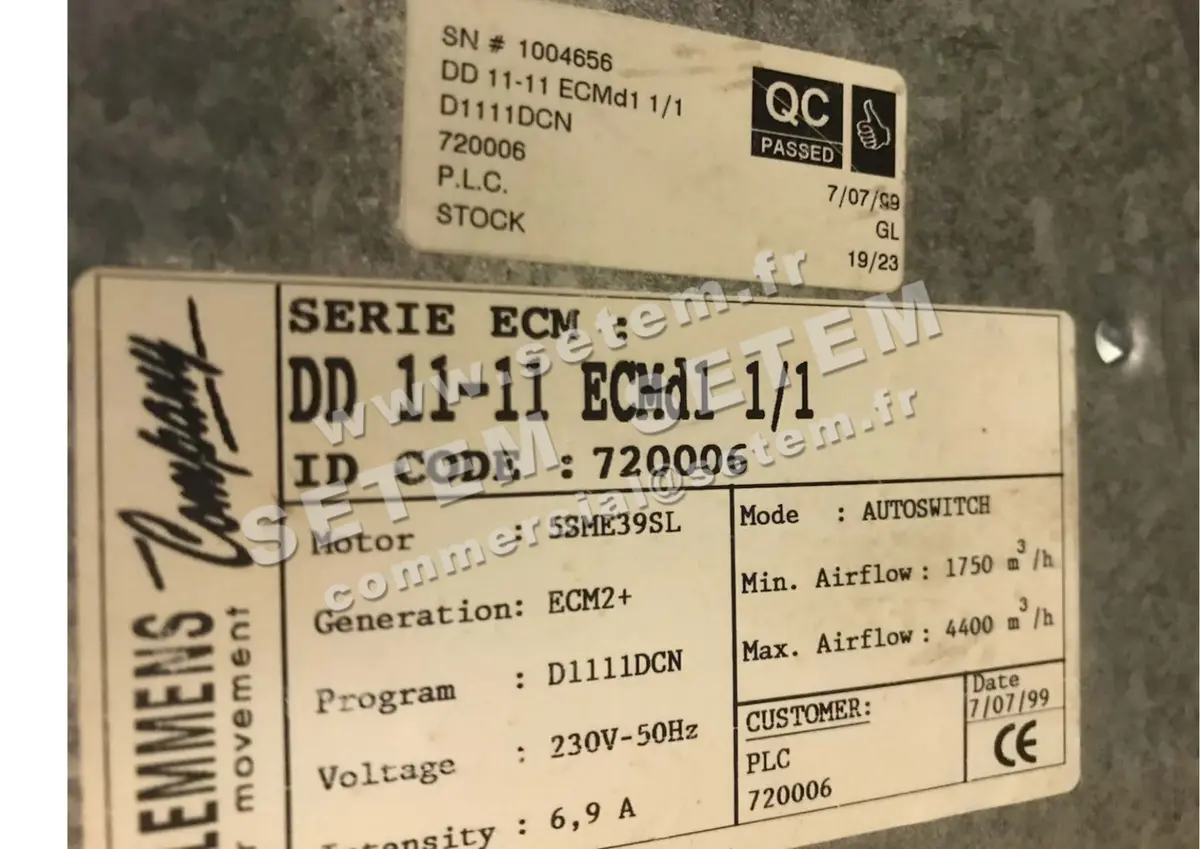 SN # 1004656
DD 11-11 ECMd1 1/1
D1111DCN
720006
P.L.C.
STOCK
QC
PASSED
7/07/99
GL
19/23
SERIE ECM :
DD 11-11 ECMd1 1/1
ID CODE : 720006
Motor : 5SME39SL
Generation: ECM2+
Program : D1111DCN
Voltage : 230V-50Hz
Intensity : 6,9 A
Mode : AUTOSWITCH
Min. Airflow : 1750 m³/h
Max. Airflow : 4400 m³/h
CUSTOMER:
PLC
720006
Date
7/07/99
CE
LEMMENS
Company
r movement
www.setem.fr
SETEM SETEM
commercial@setem.fr